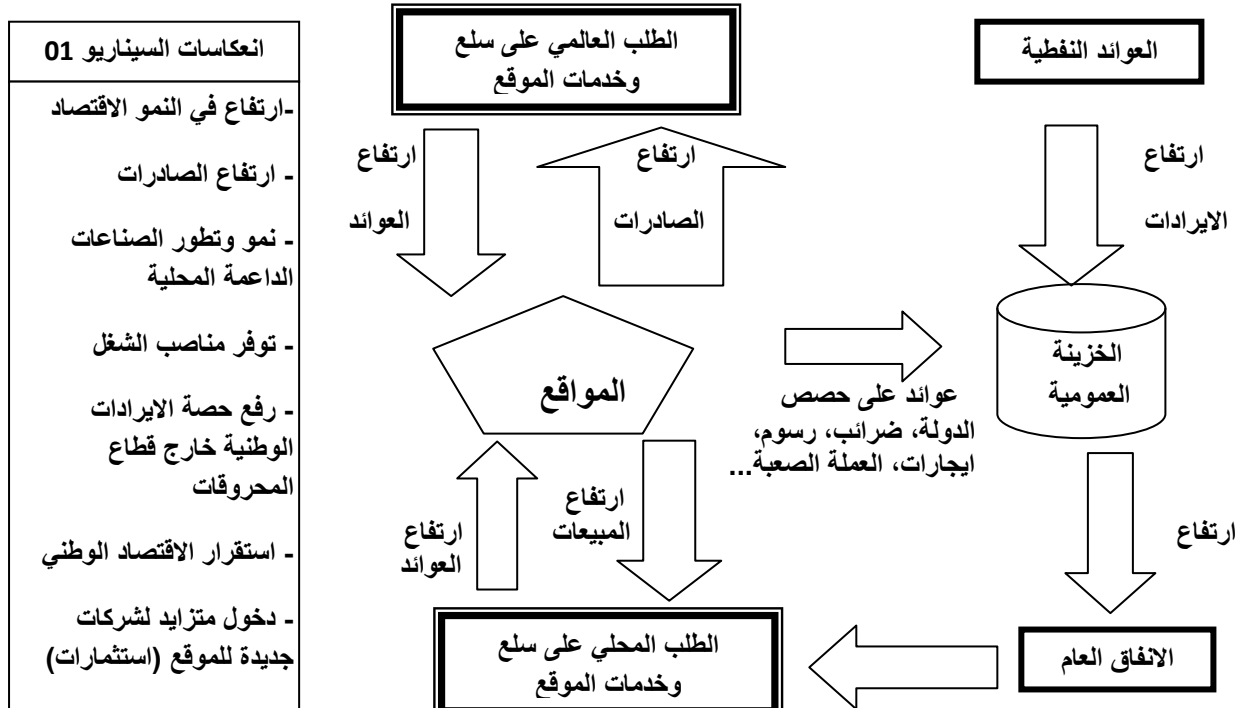 العوائد النفطية
الطلب العالمي على سلع
وخدمات الموقع
انعكاسات السيناريو 01
-ارتفاع في النمو الاقتصاد
- ارتفاع الصادرات
- نمو وتطور الصناعات
الداعمة المحلية
- توفر مناصب الشغل
- رفع حصة الايرادات
الوطنية خارج قطاع
المحروقات
- استقرار الاقتصاد الوطني
- دخول متزايد لشركات
جديدة للموقع (استثمارات)
ارتفاع
الايرادات
ارتفاع
الصادرات
ارتفاع
العوائد
الخزينة
العمومية
المواقع
عوائد على حصص
الدولة، ضرائب، رسوم،
ايجارات، العملة الصعبة...
ارتفاع
ارتفاع
المبيعات
ارتفاع
العوائد
الانفاق العام
الطلب المحلي على سلع
وخدمات الموقع